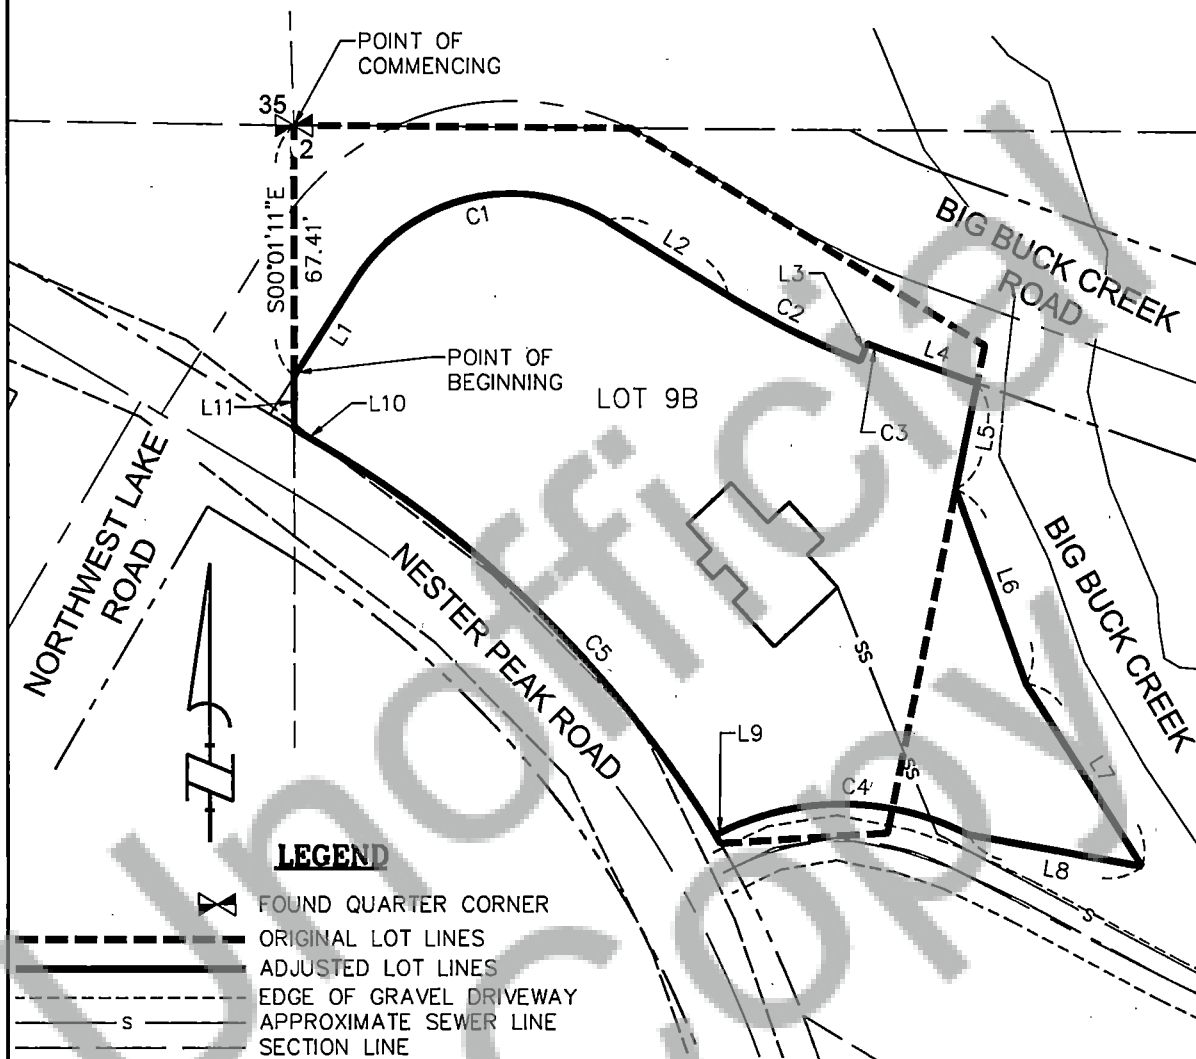 POINT OF
COMMENCING
35
2
S00°01'11"E
67.41'
C1
L1
L2
L3
C2
L4
BIG BUCK CREEK
ROAD
POINT OF
BEGINNING
LOT 9B
L11
L10
C3
L5
NORTHWEST LAKE
ROAD
NESTER PEAK ROAD
C5
SS
L6
BIG BUCK CREEK
L9
C4
SS
L7
L8
S
LEGEND
FOUND QUARTER CORNER
ORIGINAL LOT LINES
ADJUSTED LOT LINES
EDGE OF GRAVEL DRIVEWAY
S
APPROXIMATE SEWER LINE
SECTION LINE
Unofficial
Copy